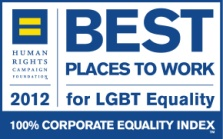 BEST
PLACES TO WORK
HUMAN
RIGHTS
CAMPAIGN
FOUNDATION
2012
for LGBT Equality
100% CORPORATE EQUALITY INDEX